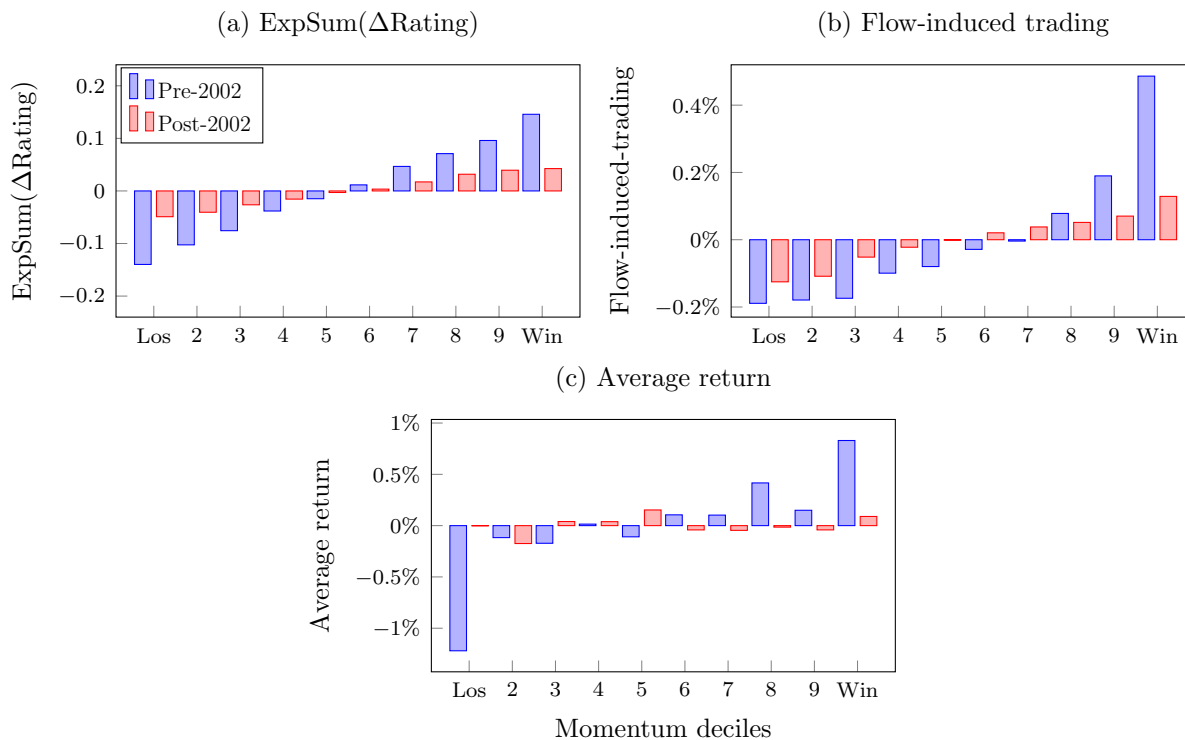 (a) ExpSum(ΔRating)
ExpSum(ΔRating)
0.2
0.1
0
−0.1
−0.2
Pre-2002
Post-2002
Los 2 3 4 5 6 7 8 9 Win
(b) Flow-induced trading
Flow-induced-trading
0.4%
0.2%
0%
−0.2%
Los 2 3 4 5 6 7 8 9 Win
(c) Average return
Average return
1%
0.5%
0%
−0.5%
−1%
Los 2 3 4 5 6 7 8 9 Win
Momentum deciles